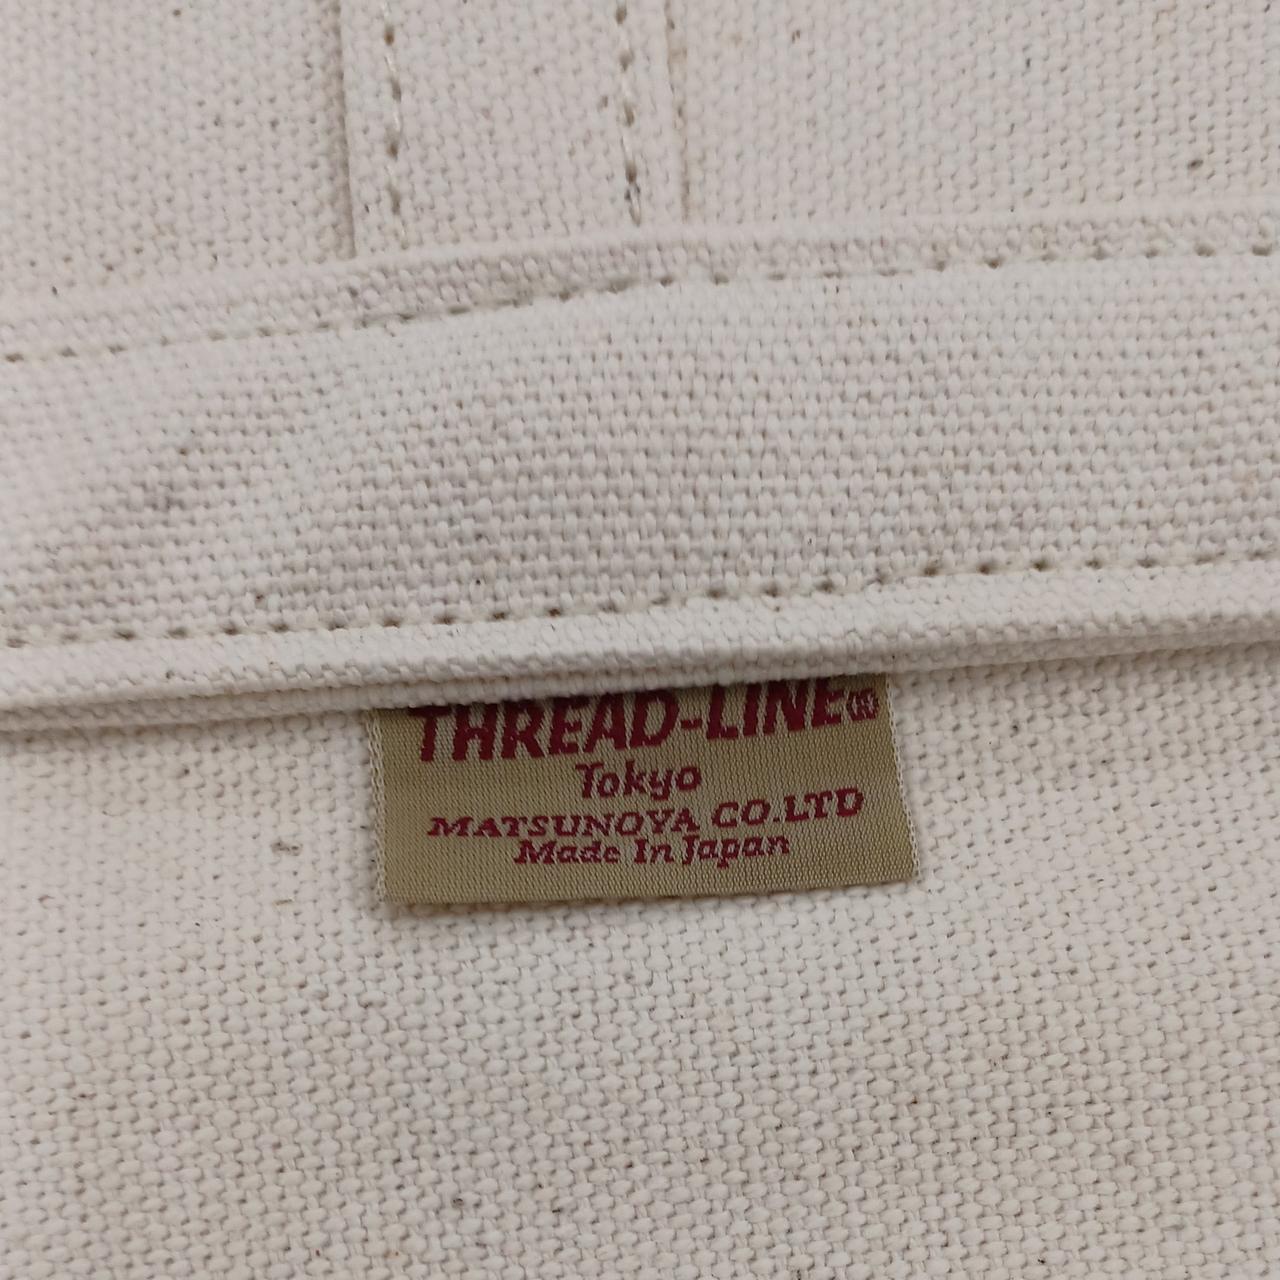 THREAD-LINE®
Tokyo
MATSUNOYA CO.LTD
Made In Japan